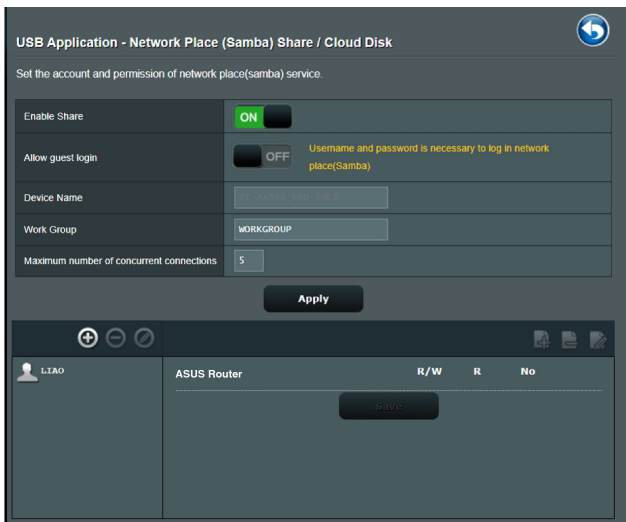 USB Application - Network Place (Samba) Share / Cloud Disk
Set the account and permission of network place(samba) service.
Enable Share
ON
Allow guest login
OFF
Username and password is necessary to log in network
place(Samba)
Device Name
Work Group
WORKGROUP
Maximum number of concurrent connections
5
Apply
LIAO
ASUS Router
R/W
R
No
Save